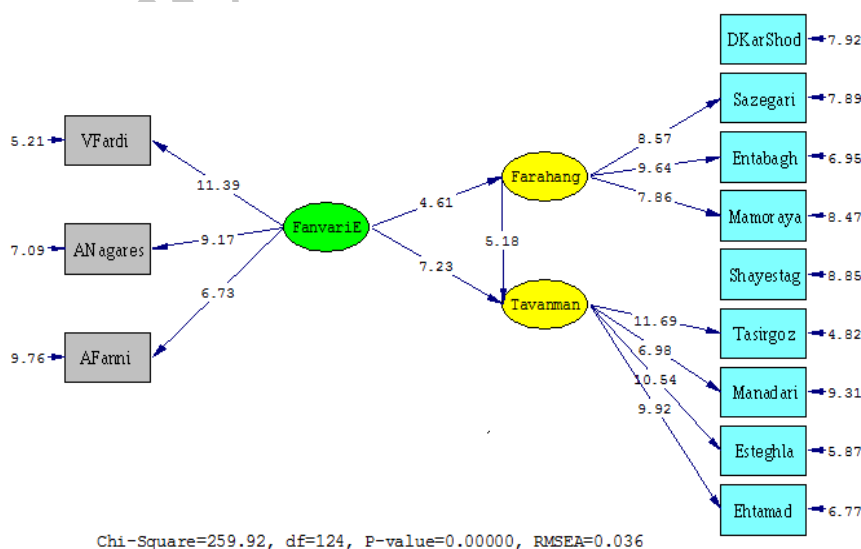 DKarShod
7.92
Sazegari
7.89
8.57
5.21
VFardi
Entabagh
6.95
9.64
Farahang
11.39
7.86
4.61
Mamoraya
8.47
FanvariE
9.17
5.18
7.09
ANagares
7.23
Shayestag
8.85
6.73
Tavanman
11.69
Tasirgoz
4.82
6.98
9.76
AFanni
10.54
Manadari
9.31
9.92
Esteghla
5.87
Ehtamad
6.77
Chi-Square=259.92, df=124, P-value=0.00000, RMSEA=0.036